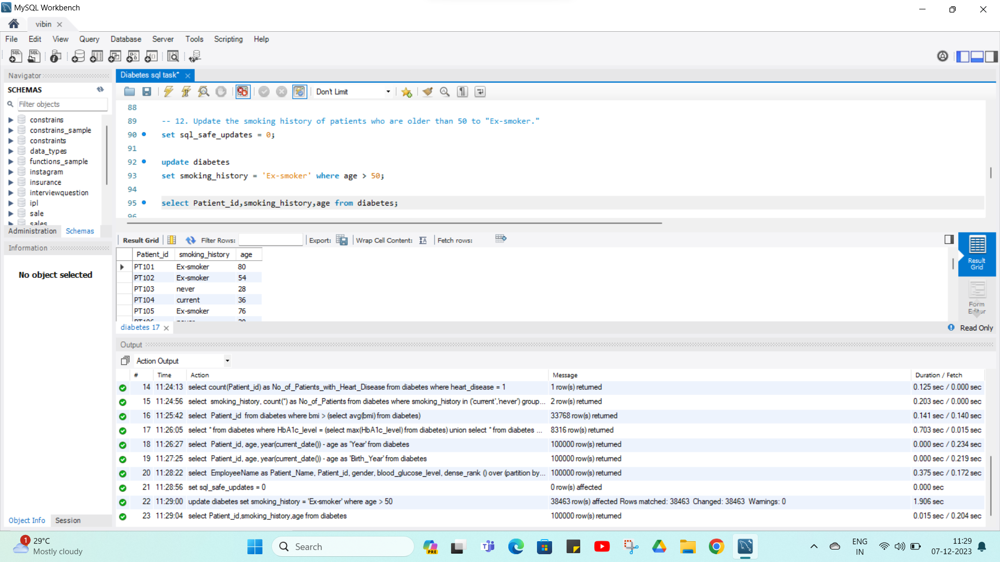 MySQL Workbench
vibin
File Edit View Query Database Server Tools Scripting Help
Navigator
SCHEMAS
Filter objects
constrains
constrains_sample
constraints
data_types
functions_sample
instagram
insurance
interviewquestion
ipl
sale
sales
Administration Schemas
Information
No object selected
Object Info Session
Diabetes sql task*
Don't Limit
88
89 -- 12. Update the smoking history of patients who are older than 50 to "Ex-smoker."
90 set sql_safe_updates = 0;
91
92 update diabetes
93 set smoking_history = 'Ex-smoker' where age > 50;
94
95 select Patient_id,smoking_history,age from diabetes;
96
Result Grid Filter Rows: Export: Wrap Cell Content: IA Fetch rows:
Patient_id smoking_history age
PT101 Ex-smoker 80
PT102 Ex-smoker 54
PT103 never 28
PT104 current 36
PT105 Ex-smoker 76
Result Grid
Form Editor
diabetes 17
Read Only
Output
Action Output
# Time Action Message Duration / Fetch
14 11:24:13 select count(Patient_id) as No_of_Patients_with_Heart_Disease from diabetes where heart_disease = 1 1 row(s) returned 0.125 sec / 0.000 sec
15 11:24:56 select smoking_history, count(*) as No_of_Patients from diabetes where smoking_history in ('current','never') group... 2 row(s) returned 0.203 sec / 0.000 sec
16 11:25:42 select Patient_id from diabetes where bmi > (select avg(bmi) from diabetes) 33768 row(s) returned 0.141 sec / 0.140 sec
17 11:26:05 select * from diabetes where HbA1c_level = (select max(HbA1c_level) from diabetes) union select * from diabetes ... 8316 row(s) returned 0.703 sec / 0.015 sec
18 11:26:27 select Patient_id, age, year(current_date()) - age as 'Year' from diabetes 100000 row(s) returned 0.000 sec / 0.234 sec
19 11:27:25 select Patient_id, age, year(current_date()) - age as 'Birth_Year' from diabetes 100000 row(s) returned 0.000 sec / 0.219 sec
20 11:28:22 select EmployeeName as Patient_Name, Patient_id, gender, blood_glucose_level, dense_rank () over (partition by... 100000 row(s) returned 0.375 sec / 0.172 sec
21 11:28:56 set sql_safe_updates = 0 0 row(s) affected 0.000 sec
22 11:29:00 update diabetes set smoking_history = 'Ex-smoker' where age > 50 38463 row(s) affected Rows matched: 38463 Changed: 38463 Warnings: 0 1.906 sec
23 11:29:04 select Patient_id,smoking_history,age from diabetes 100000 row(s) returned 0.015 sec / 0.204 sec
1 29°C
Mostly cloudy
Search
PRE
ENG
IN
11:29
07-12-2023